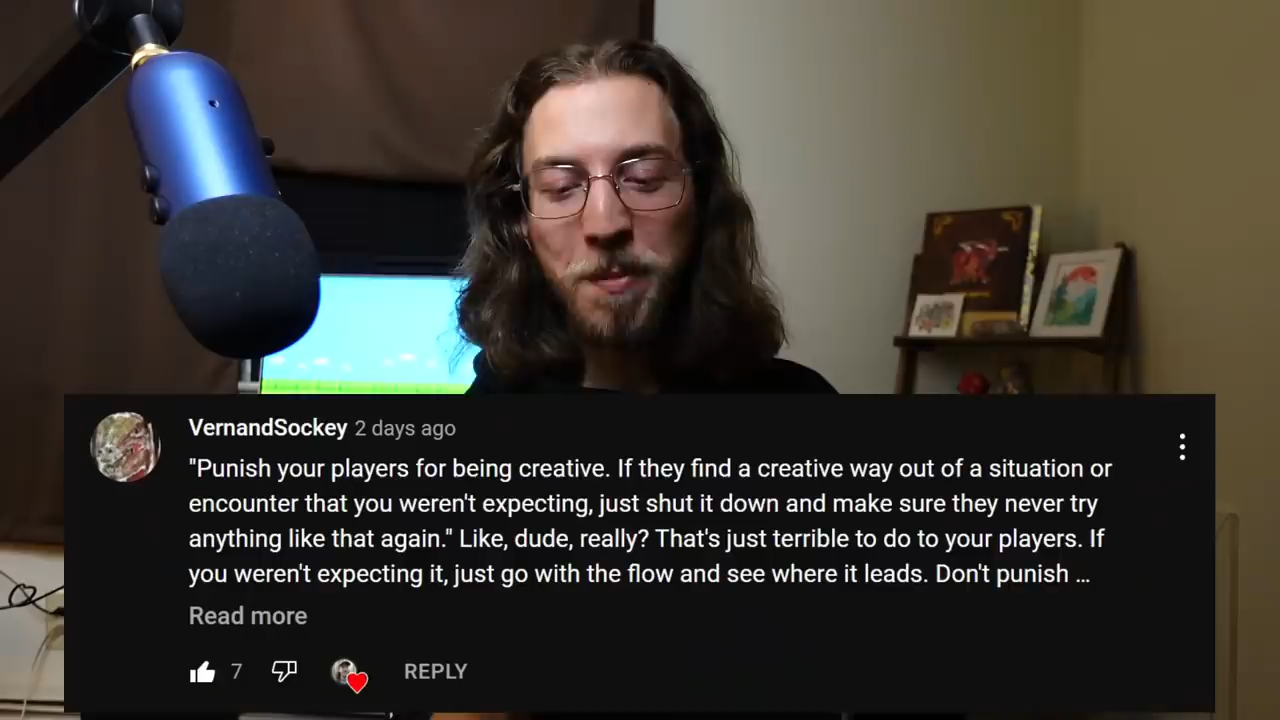 VernandSockey 2 days ago
"Punish your players for being creative. If they find a creative way out of a situation or
encounter that you weren't expecting, just shut it down and make sure they never try
anything like that again." Like, dude, really? That's just terrible to do to your players. If
you weren't expecting it, just go with the flow and see where it leads. Don't punish ...
Read more
7 REPLY